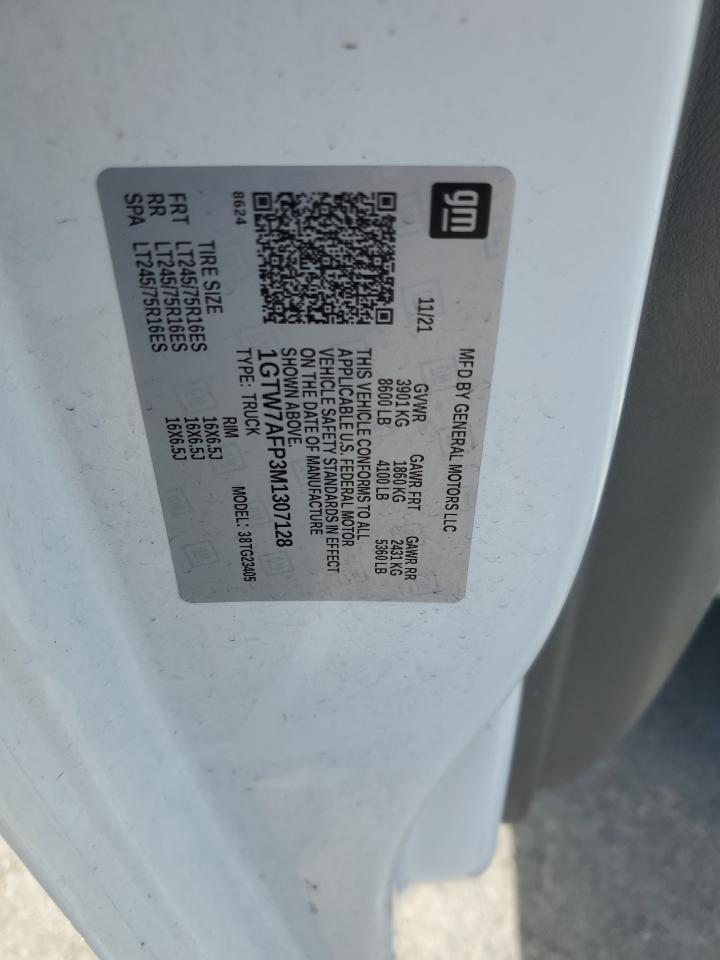 gm
MFD BY GENERAL MOTORS LLC
11/21
GVWR GAWR FRT GAWR RR
3901 KG 1860 KG 2431 KG
8600 LB 4100 LB 5360 LB
THIS VEHICLE CONFORMS TO ALL
APPLICABLE U.S. FEDERAL MOTOR
VEHICLE SAFETY STANDARDS IN EFFECT
ON THE DATE OF MANUFACTURE
SHOWN ABOVE.
1GTW7AFP3M1307128
8624
TYPE: TRUCK MODEL: 38TG23405
TIRE SIZE RIM
FRT LT245/75R16ES 16X6.5J
RR LT245/75R16ES 16X6.5J
SPA LT245/75R16ES 16X6.5J